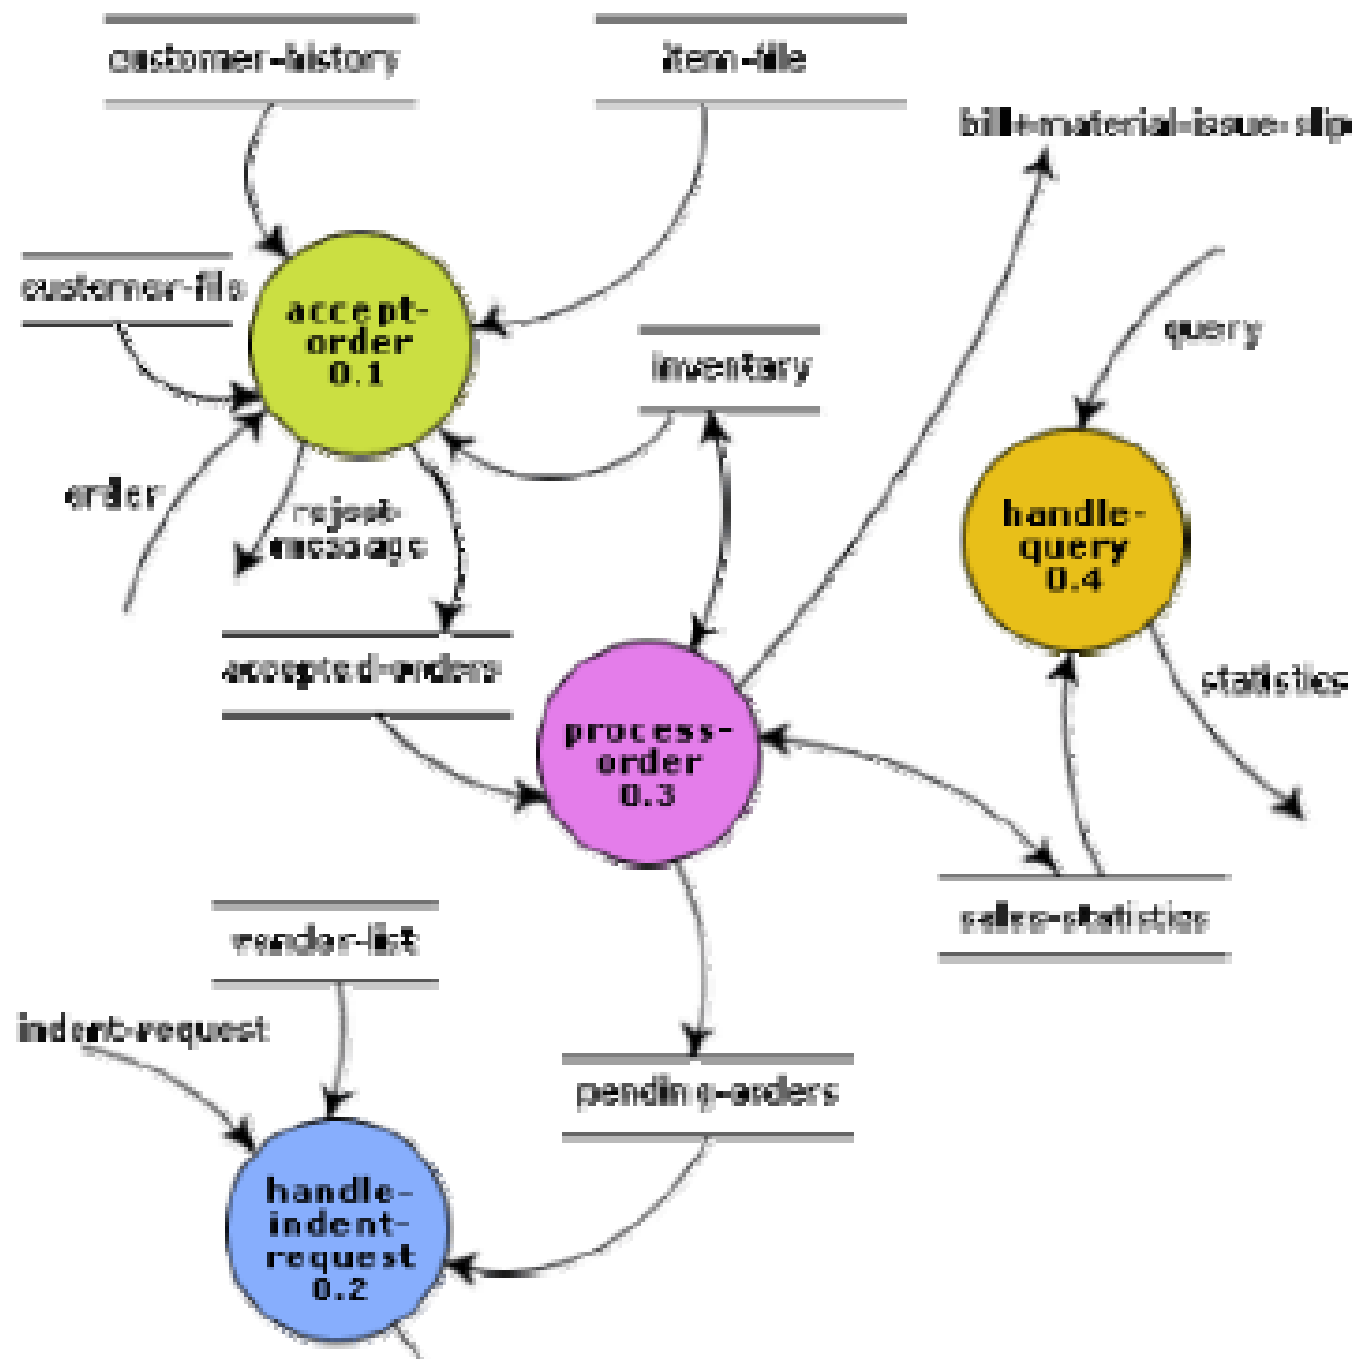 customer-history
item-file
bill+material-issue-slip
customer-file
accept-
order
0.1
inventory
query
order
reject-
message
handle-
query
0.4
accepted-orders
statistics
process-
order
0.3
sales-statistics
vendor-list
indent-request
pending-orders
handle-
indent-
request
0.2